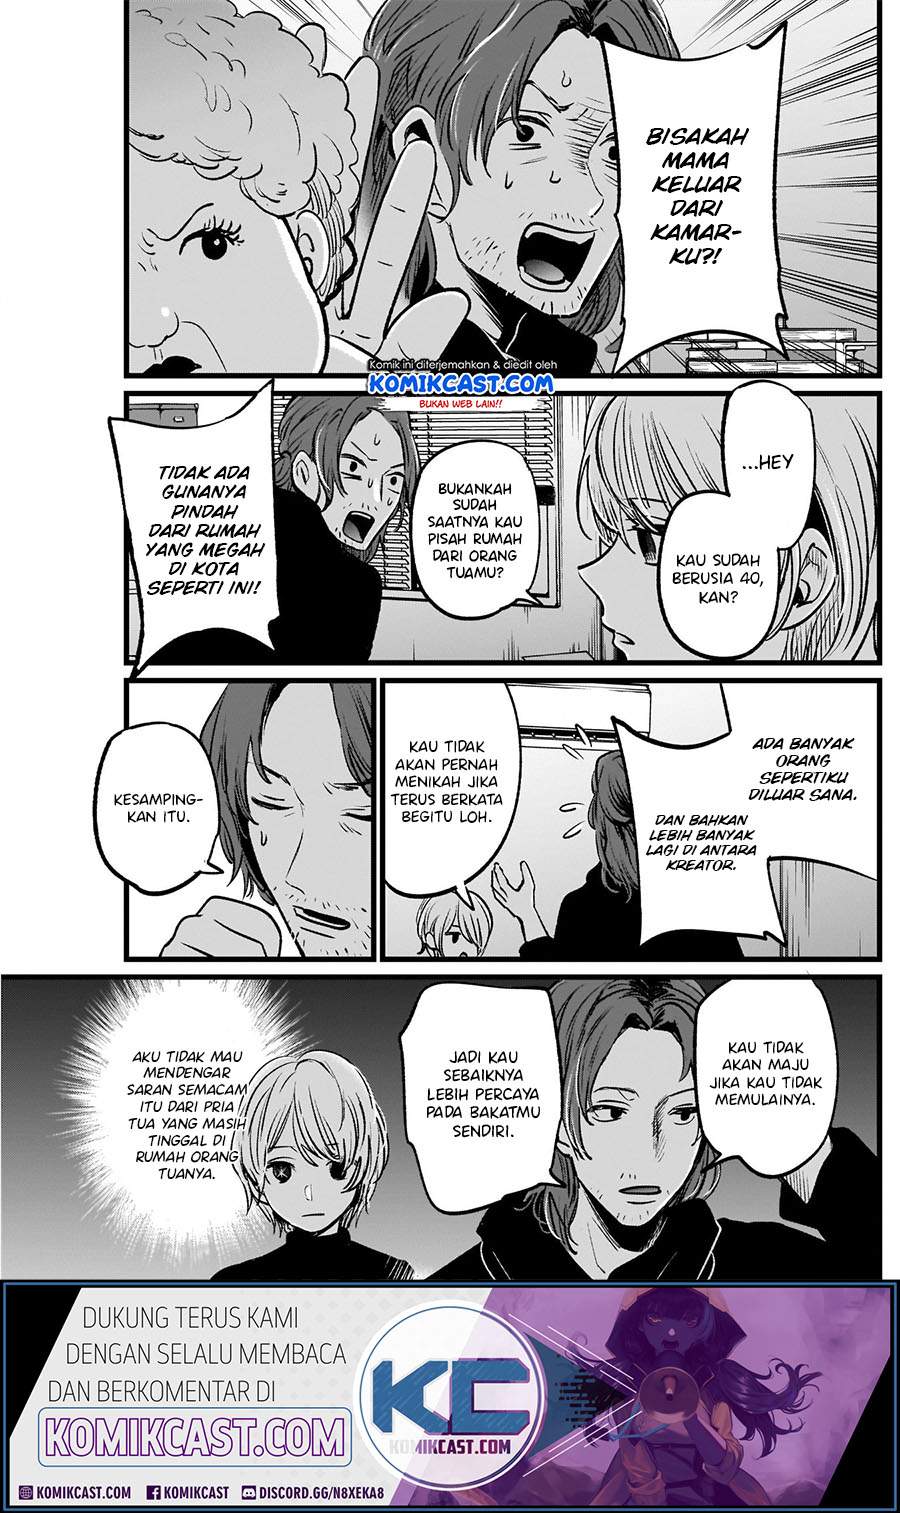 BISAKAH
MAMA
KELUAR
DARI
KAMAR-
KU?!
Komik ini diterjemahkan & diedit oleh
KOMIKCAST.COM
BUKAN WEB LAIN!!
...HEY
KAU SUDAH
BERUSIA 40,
KAN?
BUKANKAH
SUDAH
SAATNYA KAU
PISAH RUMAH
DARI ORANG
TUAMU?
TIDAK ADA
GUNANYA
PINDAH
DARI RUMAH
YANG MEGAH
DI KOTA
SEPERTI INI!
ADA BANYAK
ORANG
SEPERTIKU
DILUAR SANA.
DAN BAHKAN
LEBIH BANYAK
LAGI DI ANTARA
KREATOR.
KAU TIDAK
AKAN PERNAH
MENIKAH JIKA
TERUS BERKATA
BEGITU LOH.
KESAMPING-
KAN ITU.
KAU TIDAK
AKAN MAJU
JIKA KAU TIDAK
MEMULAINYA.
JADI KAU
SEBAIKNYA
LEBIH PERCAYA
PADA BAKATMU
SENDIRI.
AKU TIDAK MAU
MENDENGAR
SARAN SEMACAM
ITU DARI PRIA
TUA YANG MASIH
TINGGAL DI
RUMAH ORANG
TUANYA.
DUKUNG TERUS KAMI
DENGAN SELALU MEMBACA
DAN BERKOMENTAR DI
KOMIKCAST.COM
KC
KOMIKCAST.COM
KOMIKCAST.COM KOMIKCAST DISCORD.GG/N8XEKA8